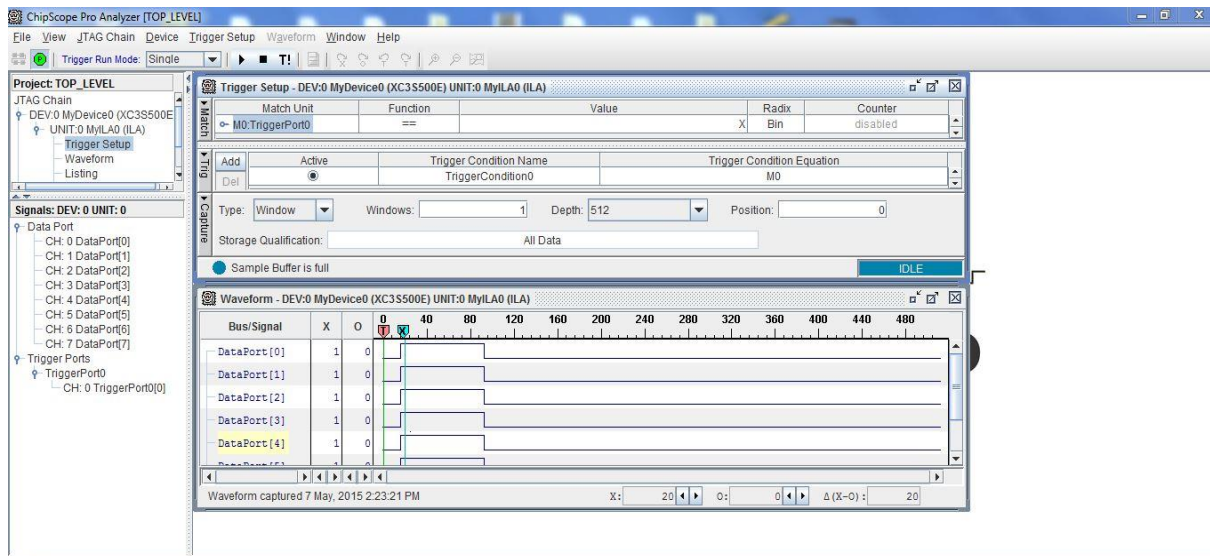 ChipScope Pro Analyzer [TOP_LEVEL]
File View JTAG Chain Device Trigger Setup Waveform Window Help
Trigger Run Mode: Single T!
Project: TOP_LEVEL
JTAG Chain
DEV:0 MyDevice0 (XC3S500E
UNIT:0 MyILA0 (ILA)
Trigger Setup
Waveform
Listing
Signals: DEV: 0 UNIT: 0
Data Port
CH: 0 DataPort[0]
CH: 1 DataPort[1]
CH: 2 DataPort[2]
CH: 3 DataPort[3]
CH: 4 DataPort[4]
CH: 5 DataPort[5]
CH: 6 DataPort[6]
CH: 7 DataPort[7]
Trigger Ports
TriggerPort0
CH: 0 TriggerPort0[0]
Trigger Setup - DEV:0 MyDevice0 (XC3S500E) UNIT:0 MyILA0 (ILA)
Match
Match Unit Function Value Radix Counter
M0:TriggerPort0 == X Bin disabled
Trig
Add Active Trigger Condition Name Trigger Condition Equation
Del TriggerCondition0 M0
Capture
Type: Window Windows: 1 Depth: 512 Position: 0
Storage Qualification: All Data
Sample Buffer is full IDLE
Waveform - DEV:0 MyDevice0 (XC3S500E) UNIT:0 MyILA0 (ILA)
Bus/Signal X O 0 40 80 120 160 200 240 280 320 360 400 440 480
T X
DataPort[0] 1 0
DataPort[1] 1 0
DataPort[2] 1 0
DataPort[3] 1 0
DataPort[4] 1 0
Waveform captured 7 May, 2015 2:23:21 PM X: 20 O: 0 Δ(X-O): 20